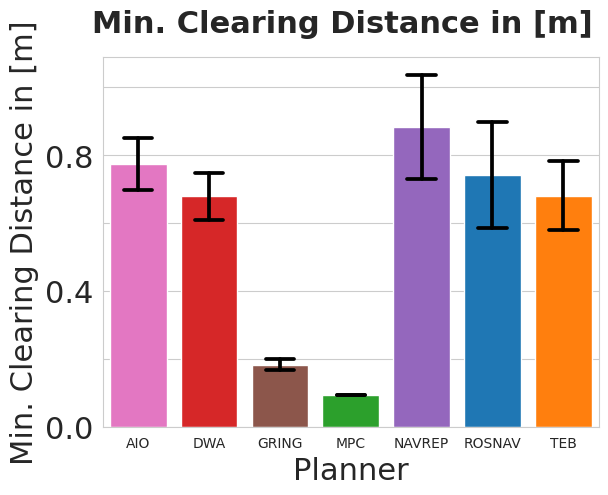 Min. Clearing Distance in [m]
Min. Clearing Distance in [m]
0.8
0.4
0.0
AIO DWA GRING MPC NAVREP ROSNAV TEB
Planner